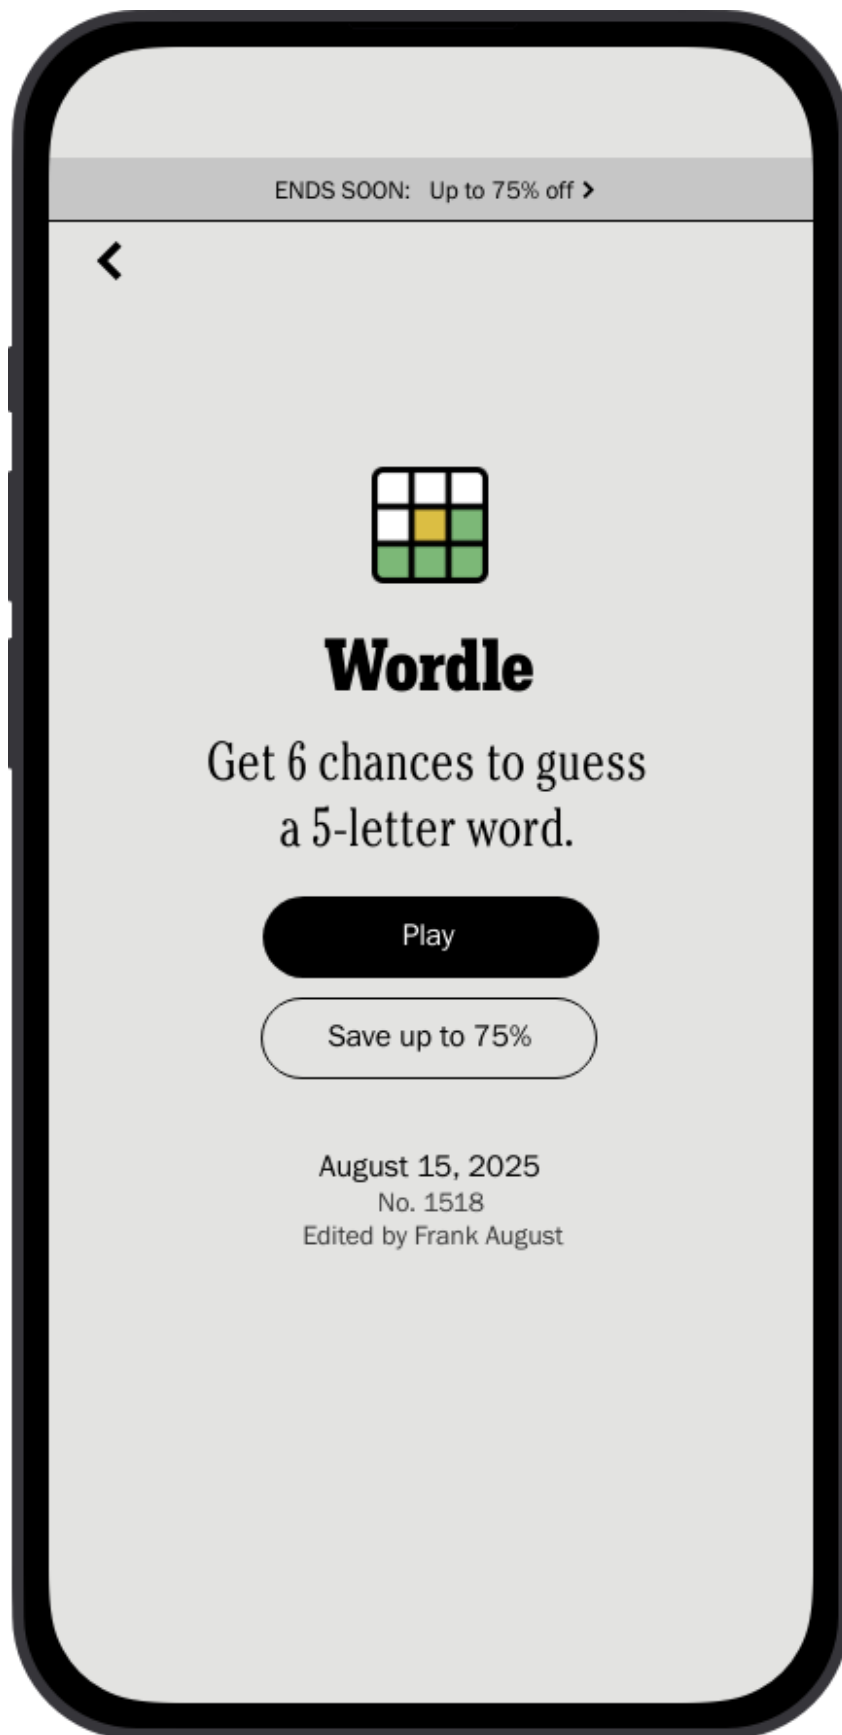 ENDS SOON: Up to 75% off
Wordle
Get 6 chances to guess
a 5-letter word.
Play
Save up to 75%
August 15, 2025
No. 1518
Edited by Frank August